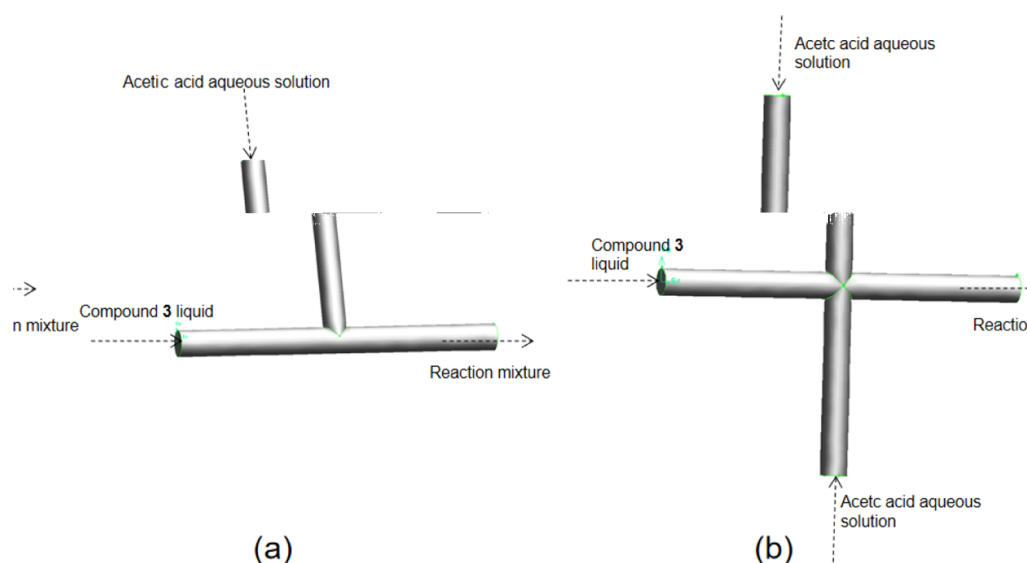 Acetic acid aqueous solution
Compound 3 liquid
n mixture
Reaction mixture
(a)
Acetc acid aqueous
solution
Compound 3
liquid
Reactio
Acetc acid aqueous
solution
(b)